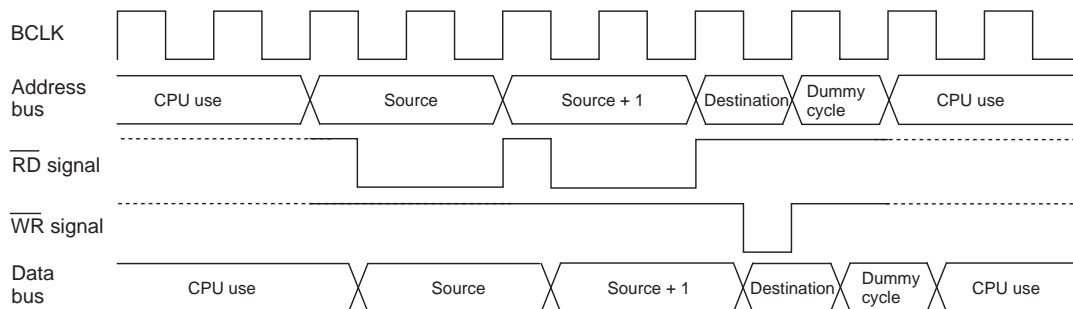 BCLK
Address
bus
CPU use
Source
Source + 1
Destination
Dummy
cycle
CPU use
RD signal
WR signal
Data
bus
CPU use
Source
Source + 1
Destination
Dummy
cycle
CPU use